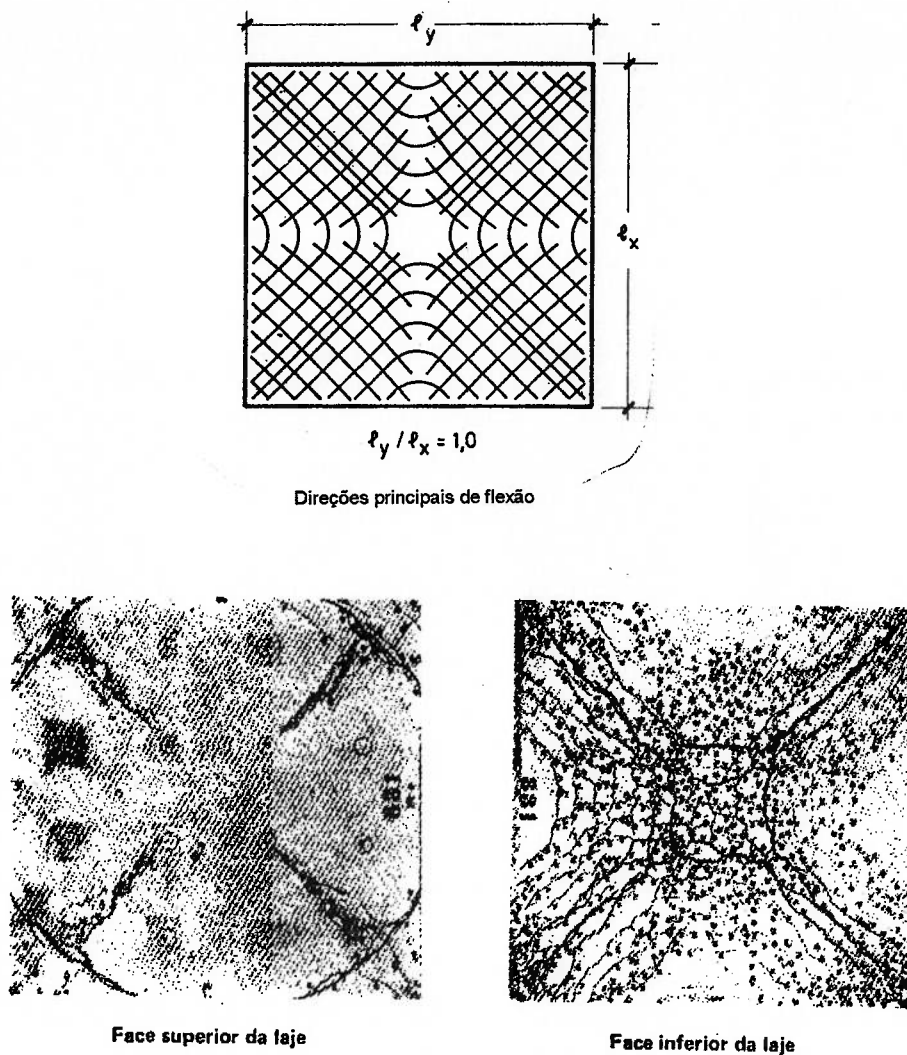 ℓy
ℓx
ℓy / ℓx = 1,0
Direções principais de flexão
Face superior da laje
Face inferior da laje